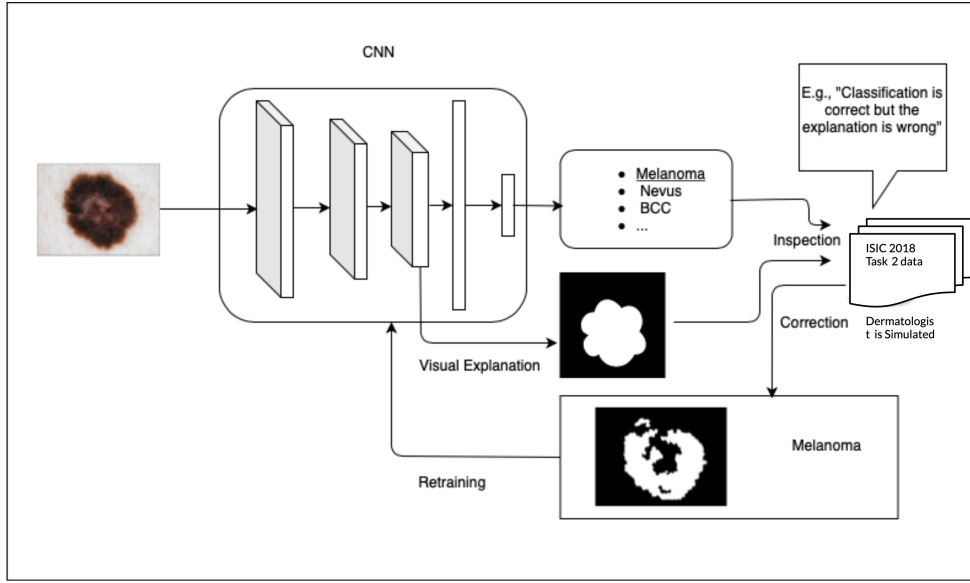 CNN
E.g., "Classification is
correct but the
explanation is wrong"
● Melanoma
● Nevus
● BCC
● ...
Inspection
ISIC 2018
Task 2 data
Dermatologis
t is Simulated
Correction
Visual Explanation
Melanoma
Retraining